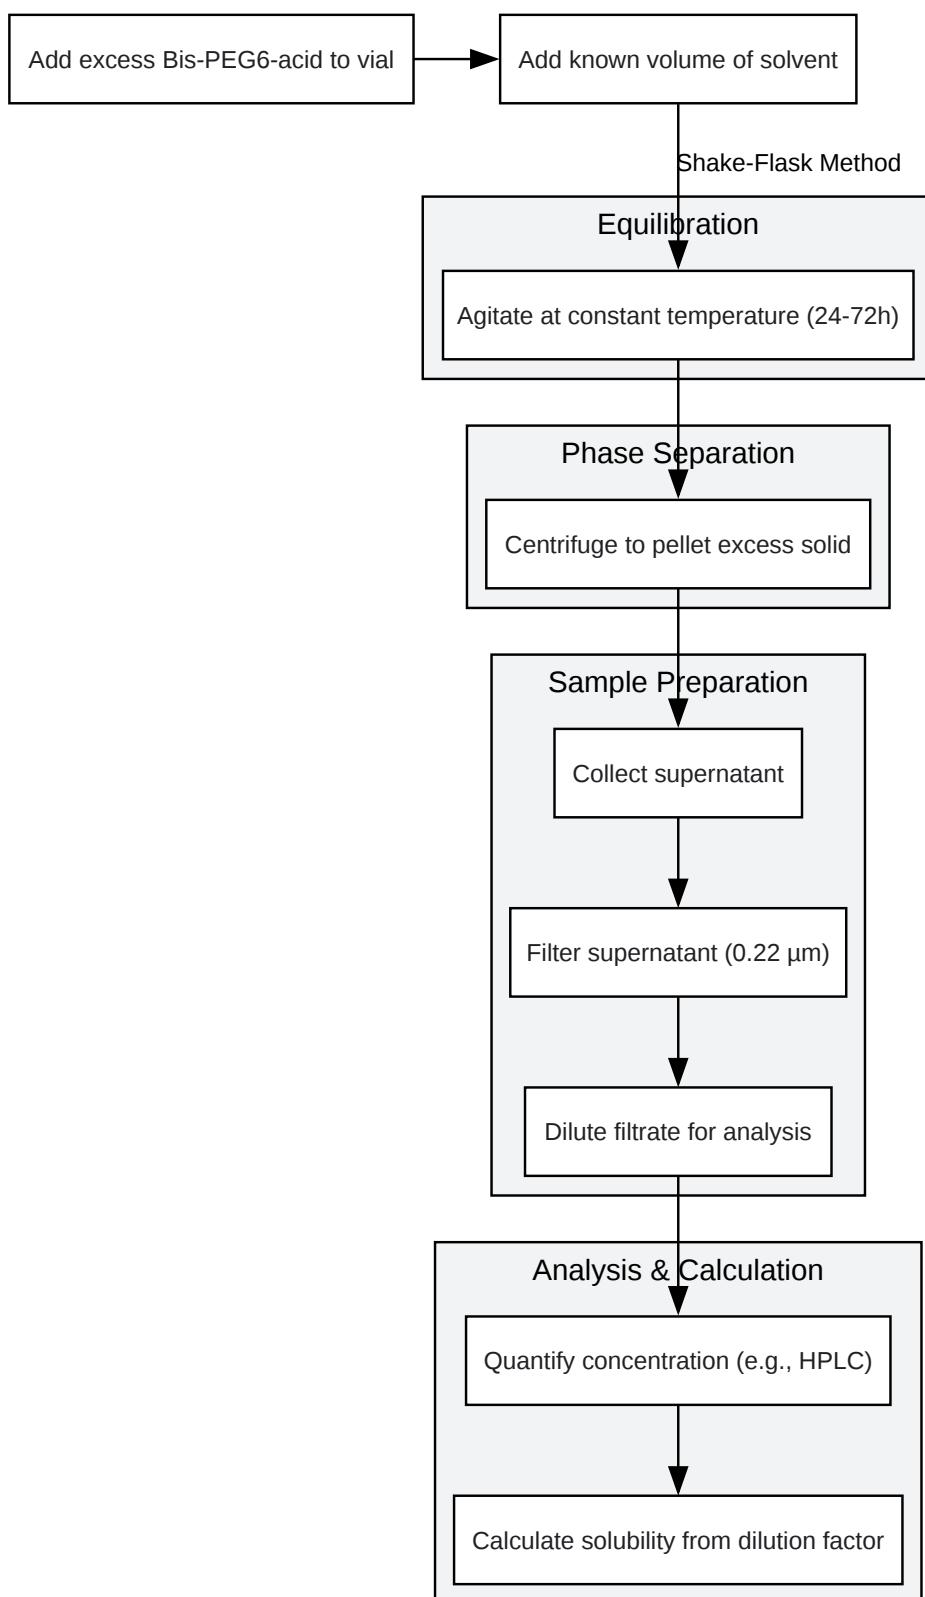 Add excess Bis-PEG6-acid to vial
Add known volume of solvent
Shake-Flask Method
Equilibration
Agitate at constant temperature (24-72h)
Phase Separation
Centrifuge to pellet excess solid
Sample Preparation
Collect supernatant
Filter supernatant (0.22 µm)
Dilute filtrate for analysis
Analysis & Calculation
Quantify concentration (e.g., HPLC)
Calculate solubility from dilution factor